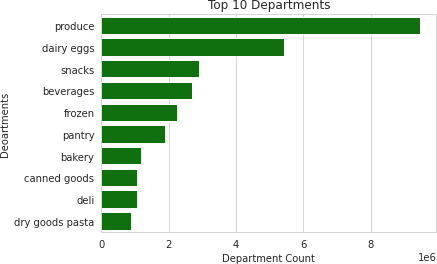 Top 10 Departments
Deoartments
produce
dairy eggs
snacks
beverages
frozen
pantry
bakery
canned goods
deli
dry goods pasta
0 2 4 6 8
1e6
Department Count